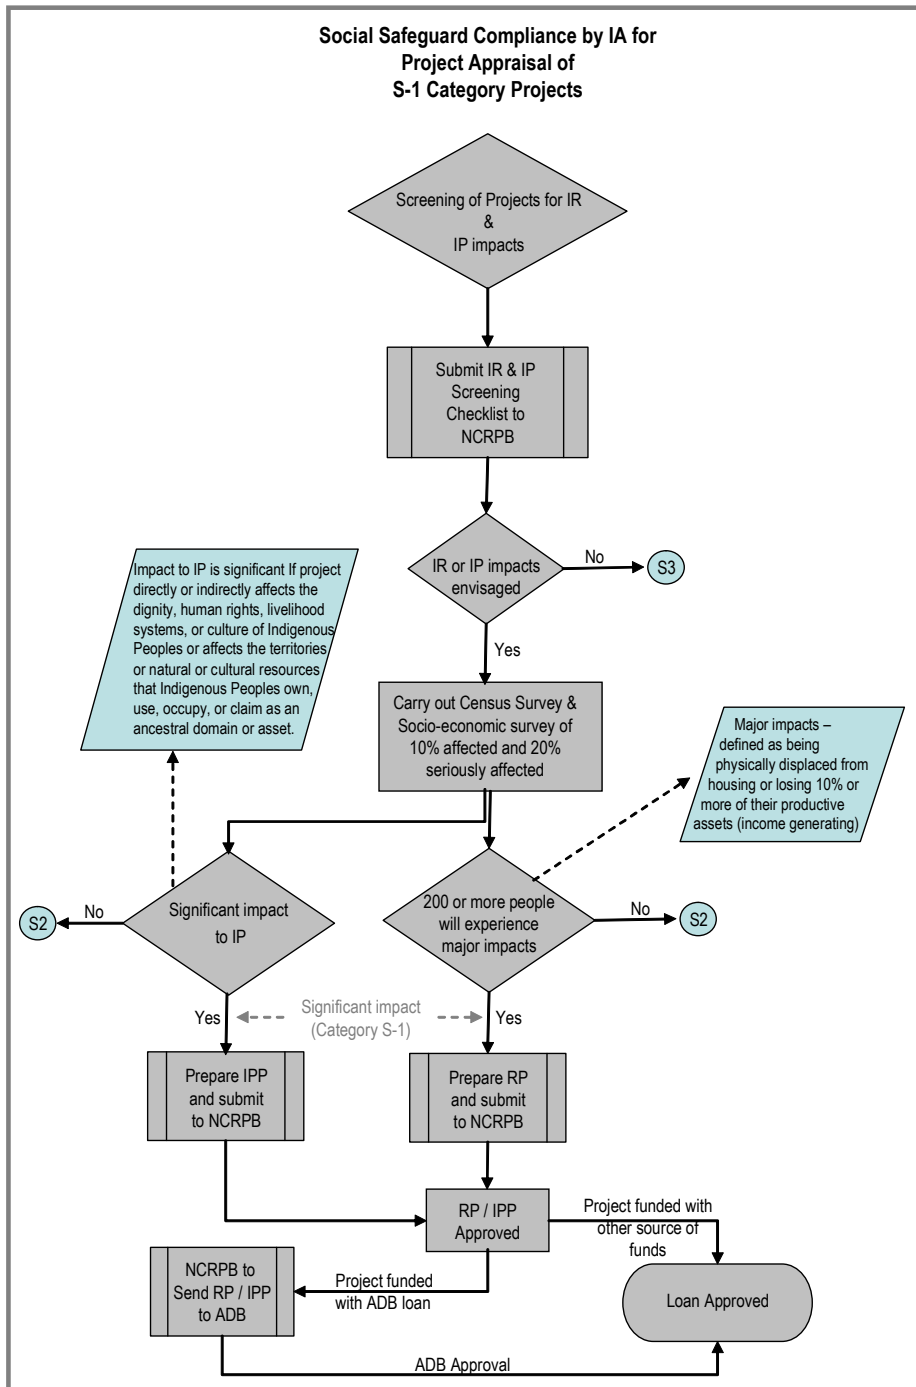 Social Safeguard Compliance by IA for
Project Appraisal of
S-1 Category Projects
Screening of Projects for IR
&
IP impacts
Submit IR & IP
Screening
Checklist to
NCRPB
IR or IP impacts
envisaged
No
S3
Yes
Impact to IP is significant If project
directly or indirectly affects the
dignity, human rights, livelihood
systems, or culture of Indigenous
Peoples or affects the territories
or natural or cultural resources
that Indigenous Peoples own,
use, occupy, or claim as an
ancestral domain or asset.
Carry out Census Survey &
Socio-economic survey of
10% affected and 20%
seriously affected
Major impacts –
defined as being
physically displaced from
housing or losing 10% or
more of their productive
assets (income generating)
S2
No
Significant impact
to IP
200 or more people
will experience
major impacts
No
S2
Yes
Significant impact
(Category S-1)
Yes
Prepare IPP
and submit
to NCRPB
Prepare RP
and submit
to NCRPB
RP / IPP
Approved
Project funded with
other source of
funds
NCRPB to
Send RP / IPP
to ADB
Project funded
with ADB loan
Loan Approved
ADB Approval